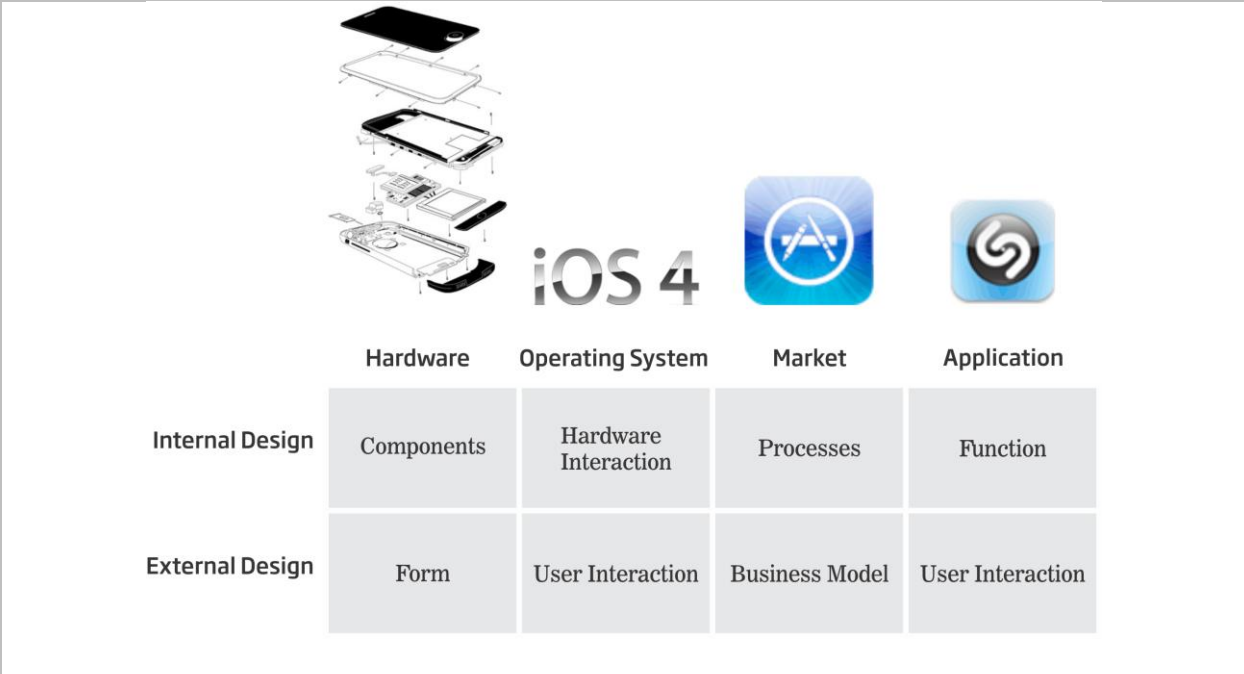 iOS 4
Hardware
Operating System
Market
Application
Internal Design
Components
Hardware
Interaction
Processes
Function
External Design
Form
User Interaction
Business Model
User Interaction